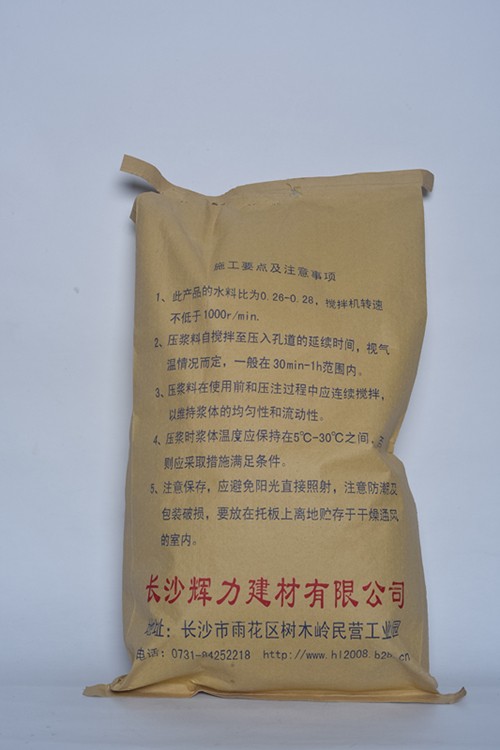 施工要点及注意事项
1、此产品的水料比为0.26-0.28，搅拌机转速
不低于1000r/min.
2、压浆料自搅拌至压入孔道的延续时间，视气
温情况而定，一般在30min-1h范围内。
3、压浆料在使用前和压注过程中应连续搅拌，
以维持浆体的均匀性和流动性。
4、压浆时浆体温度应保持在5℃-30℃之间，否
则应采取措施满足条件。
5、注意保存，应避免阳光直接照射，注意防潮及
包装破损，要放在托板上离地贮存于干燥通风
的室内。
长沙辉力建材有限公司
地址：长沙市雨花区树木岭民营工业园
电话：0731-84252218 http://www.hl2008.b2b.cn